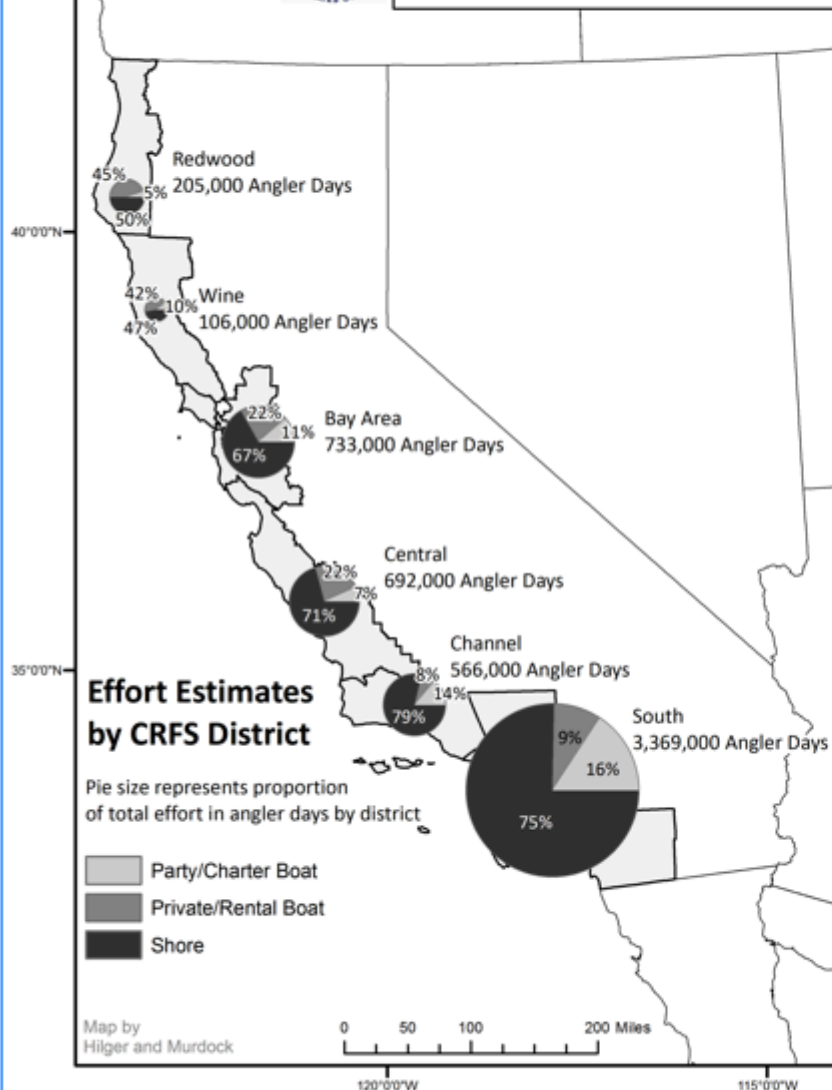 45%
5%
50%
Redwood
205,000 Angler Days
40°0'0"N
42%
10%
47%
Wine
106,000 Angler Days
22%
11%
67%
Bay Area
733,000 Angler Days
22%
7%
71%
Central
692,000 Angler Days
35°0'0"N
8%
14%
79%
Channel
566,000 Angler Days
9%
16%
75%
South
3,369,000 Angler Days
Effort Estimates
by CRFS District
Pie size represents proportion
of total effort in angler days by district
Party/Charter Boat
Private/Rental Boat
Shore
Map by
Hilger and Murdock
0 50 100 200 Miles
120°0'0"W 115°0'0"W